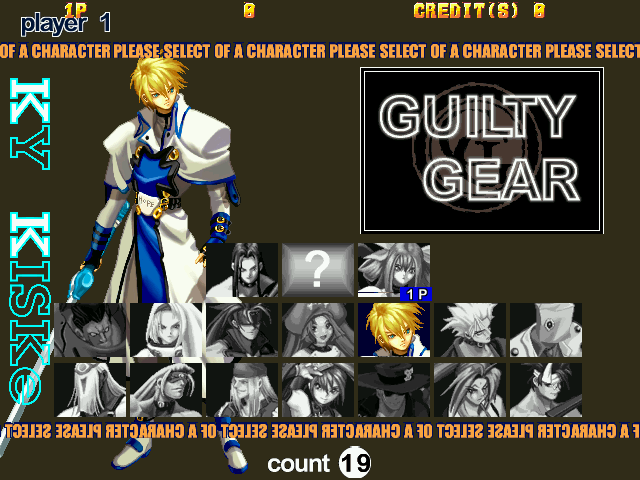 1P 0 CREDIT(S) 0
player 1
OF A CHARACTER PLEASE SELECT OF A CHARACTER PLEASE SELECT OF A CHARACTER PLEASE SELECT
KY KISKe
GUILTY
GEAR
HOPE
?
1P
OF A CHARACTER PLEASE SELECT OF A CHARACTER PLEASE SELECT OF A CHARACTER PLEASE SELECT
count 19